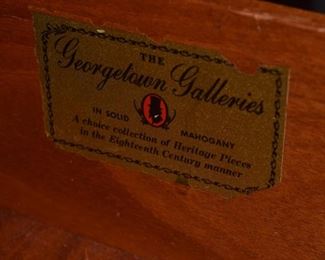 THE
Georgetown Galleries
IN SOLID MAHOGANY
A choice collection of Heritage Pieces
in the Eighteenth Century manner